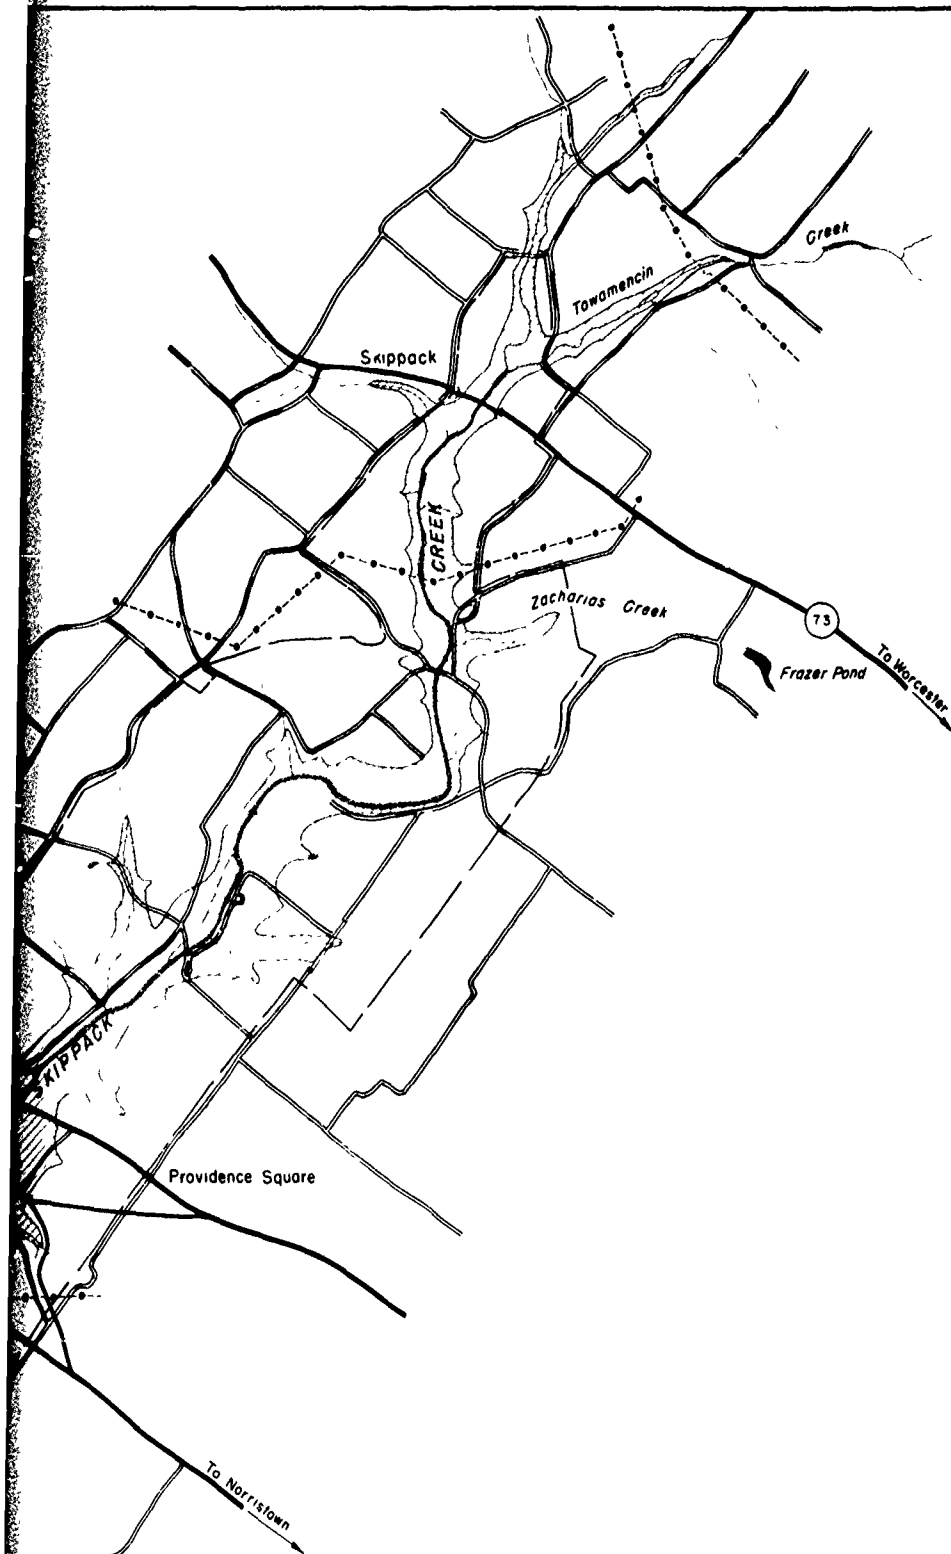 Creek
Towamencin
Skippack
CREEK
Zacharias Creek
73
To Worcester
Frazer Pond
SKIPPACK
Providence Square
To Norristown